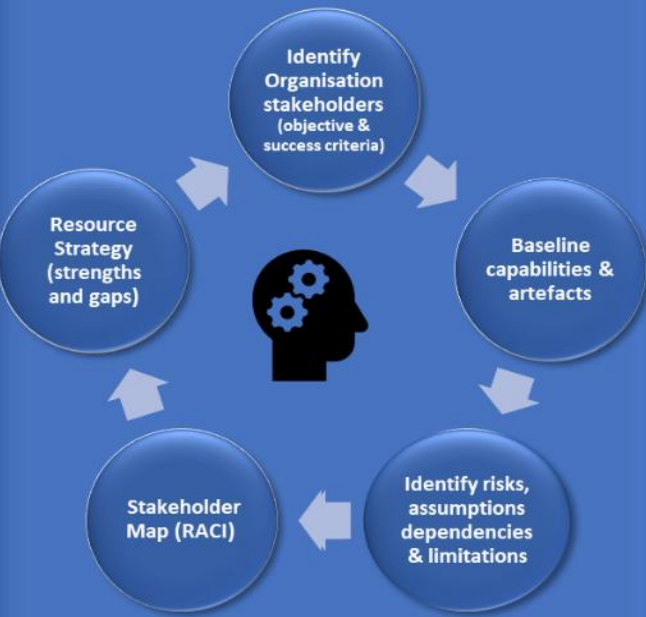 Identify
Organisation
stakeholders
(objective &
success criteria)
Baseline
capabilities &
artefacts
Identify risks,
assumptions
dependencies
& limitations
Stakeholder
Map (RACI)
Resource
Strategy
(strengths
and gaps)